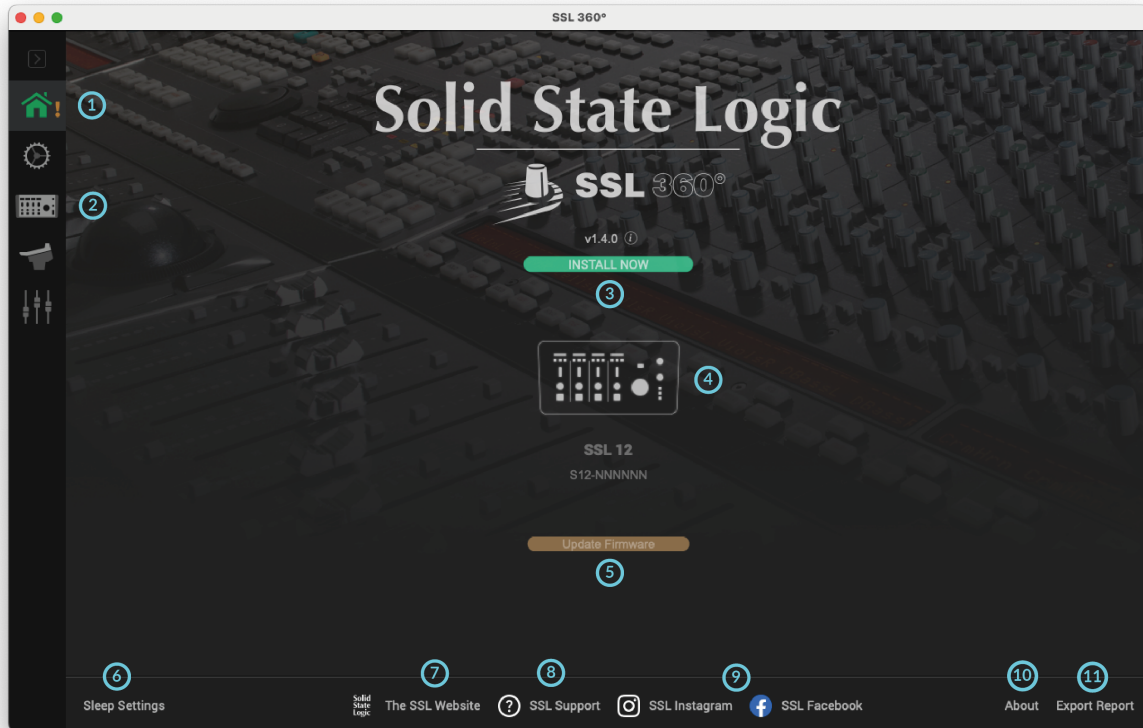 SSL 360°
1
Solid State Logic
SSL 360°
2
v1.4.0 i
INSTALL NOW
3
4
SSL 12
S12-NNNNNN
Update Firmware
5
6 7 8 9 10 11
Sleep Settings Solid State Logic The SSL Website ? SSL Support SSL Instagram f SSL Facebook About Export Report